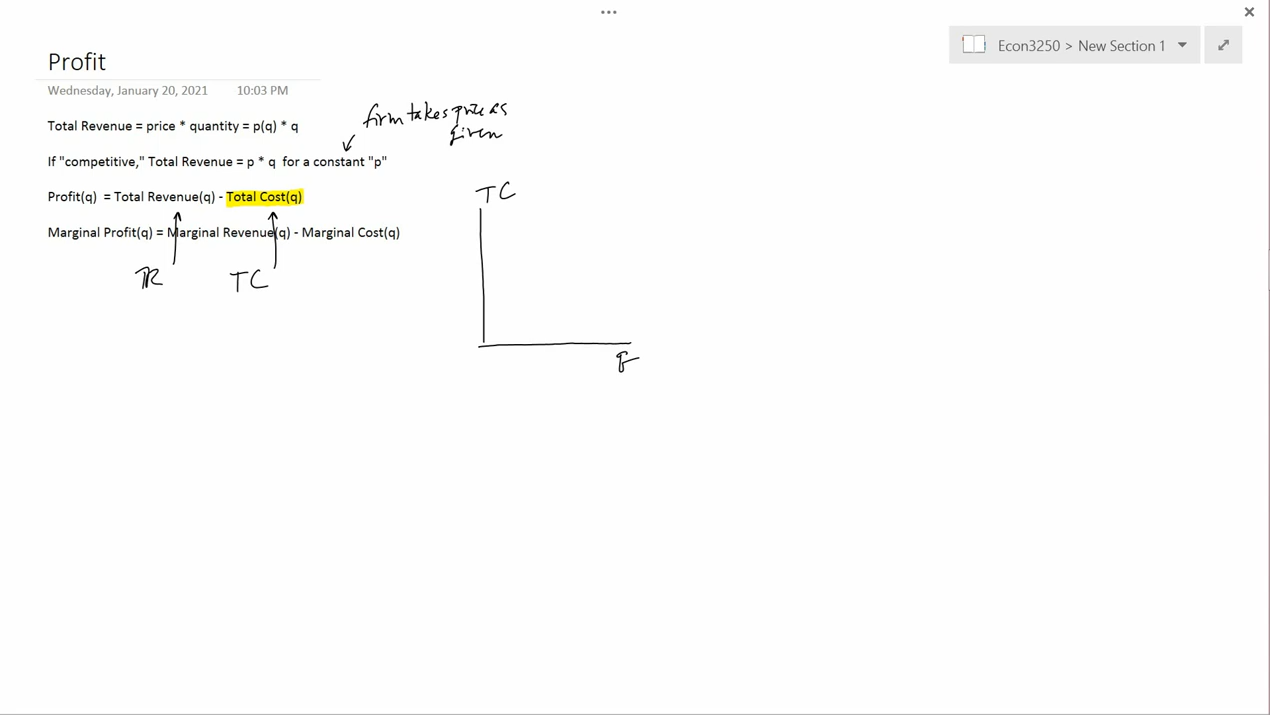 Econ3250 > New Section 1
Profit
Wednesday, January 20, 2021 10:03 PM
firm takes price as
given
Total Revenue = price * quantity = p(q) * q
If "competitive," Total Revenue = p * q for a constant "p"
Profit(q) = Total Revenue(q) - Total Cost(q)
Marginal Profit(q) = Marginal Revenue(q) - Marginal Cost(q)
TR TC
TC
q